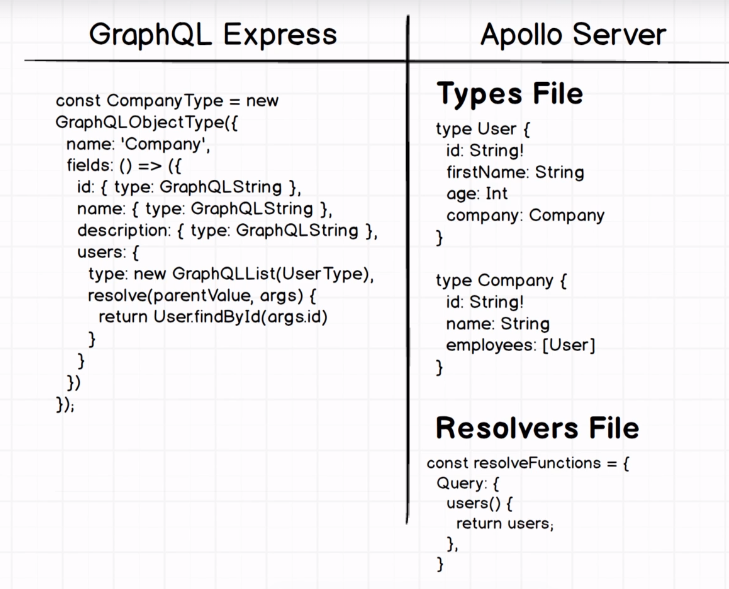 GraphQL Express
const CompanyType = new
GraphQLObjectType({
name: 'Company',
fields: () => ({
id: { type: GraphQLString },
name: { type: GraphQLString },
description: { type: GraphQLString },
users: {
type: new GraphQLList(UserType),
resolve(parentValue, args) {
return User.findById(args.id)
}
}
})
});
Apollo Server
Types File
type User {
id: String!
firstName: String
age: Int
company: Company
}
type Company {
id: String!
name: String
employees: [User]
}
Resolvers File
const resolveFunctions = {
Query: {
users() {
return users;
},
}